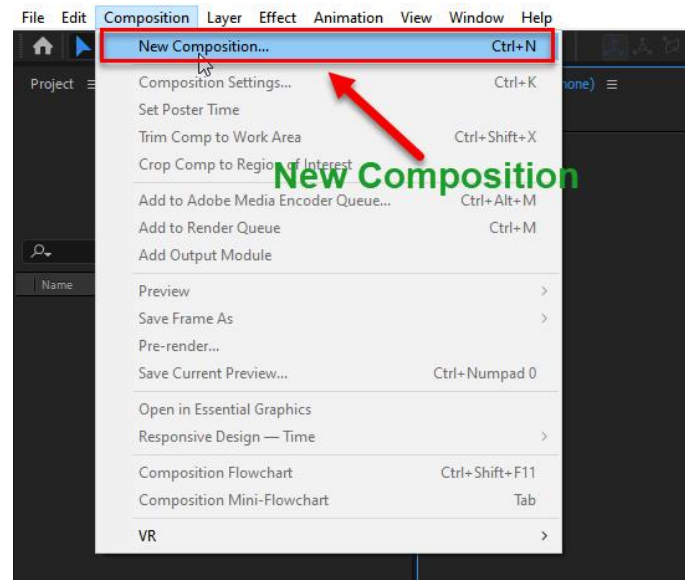 File Edit Composition Layer Effect Animation View Window Help
New Composition... Ctrl+N
Project none)
Composition Settings... Ctrl+K
Set Poster Time
Trim Comp to Work Area Ctrl+Shift+X
Crop Comp to Region of Interest
New Composition
Add to Adobe Media Encoder Queue... Ctrl+Alt+M
Add to Render Queue Ctrl+M
Add Output Module
Name
Preview
Save Frame As
Pre-render...
Save Current Preview... Ctrl+Numpad 0
Open in Essential Graphics
Responsive Design — Time
Composition Flowchart Ctrl+Shift+F11
Composition Mini-Flowchart Tab
VR